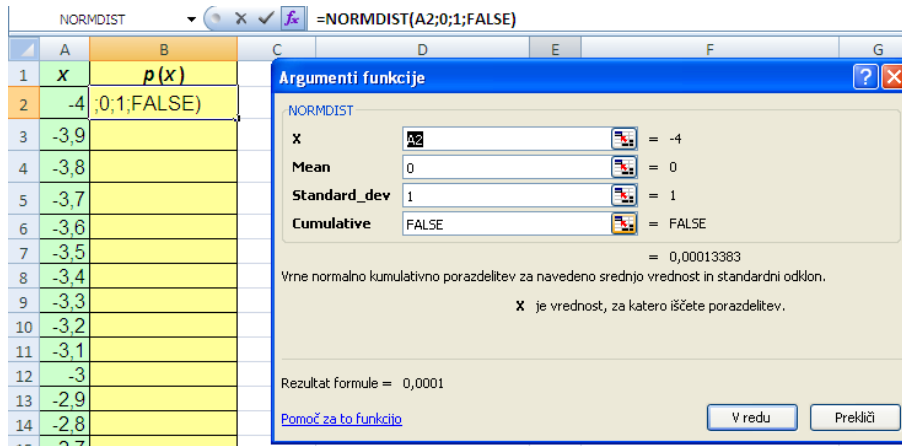 NORMDIST =NORMDIST(A2;0;1;FALSE)
A B C D E F G
1 x p(x)
2 -4 ;0;1;FALSE)
3 -3,9
4 -3,8
5 -3,7
6 -3,6
7 -3,5
8 -3,4
9 -3,3
10 -3,2
11 -3,1
12 -3
13 -2,9
14 -2,8
Argumenti funkcije
NORMDIST
X A2 = -4
Mean 0 = 0
Standard_dev 1 = 1
Cumulative FALSE = FALSE
= 0,00013383
Vrne normalno kumulativno porazdelitev za navedeno srednjo vrednost in standardni odklon.
X je vrednost, za katero iščete porazdelitev.
Rezultat formule = 0,0001
Pomoč za to funkcijo
V redu Prekliči